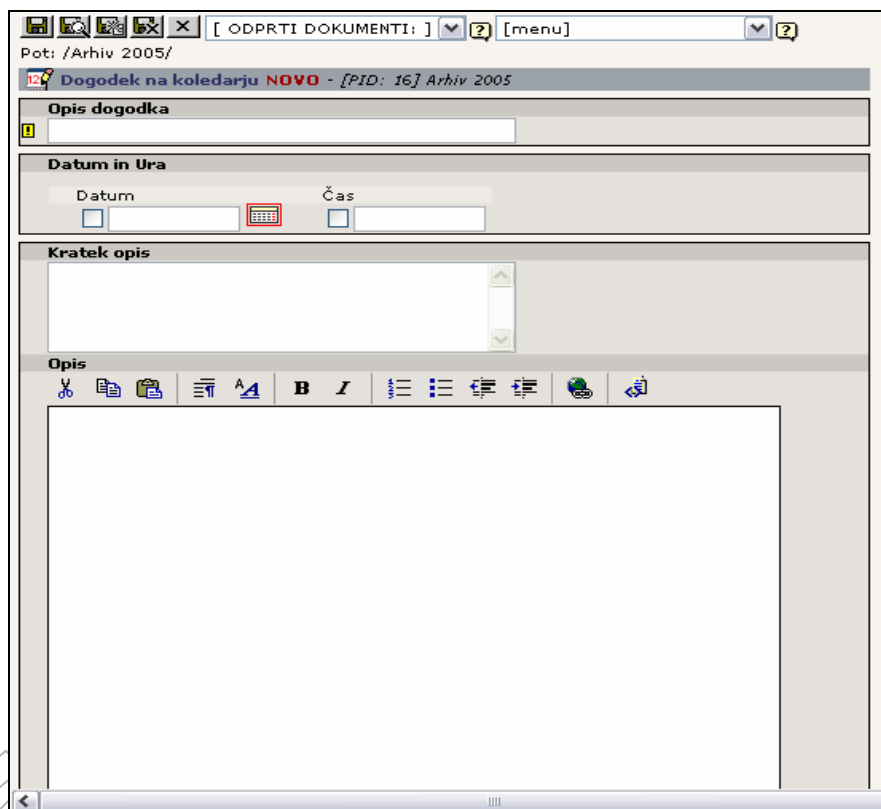 [ ODPRTI DOKUMENTI: ] [menu]
Pot: /Arhiv 2005/
Dogodek na koledarju NOVO - [PID: 16] Arhiv 2005
Opis dogodka
Datum in Ura
Datum Čas
Kratek opis
Opis
B I